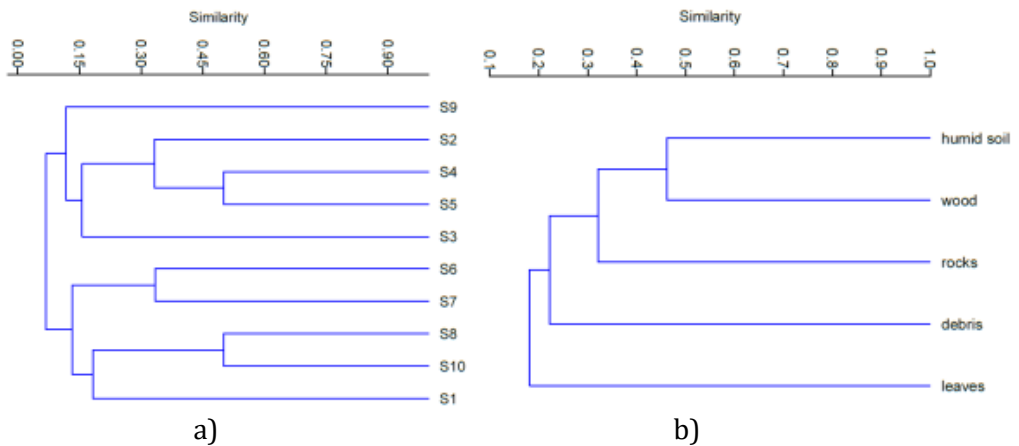 Similarity
0.00 0.15 0.30 0.45 0.60 0.75 0.90
S9
S2
S4
S5
S3
S6
S7
S8
S10
S1
a)
Similarity
0.1 0.2 0.3 0.4 0.5 0.6 0.7 0.8 0.9 1.0
humid soil
wood
rocks
debris
leaves
b)